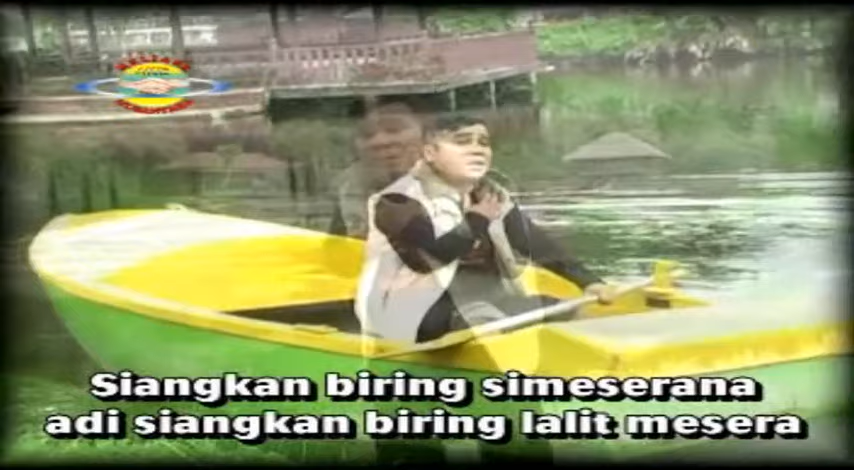 Siangkan biring simeserana
adi siangkan biring lalit mesera